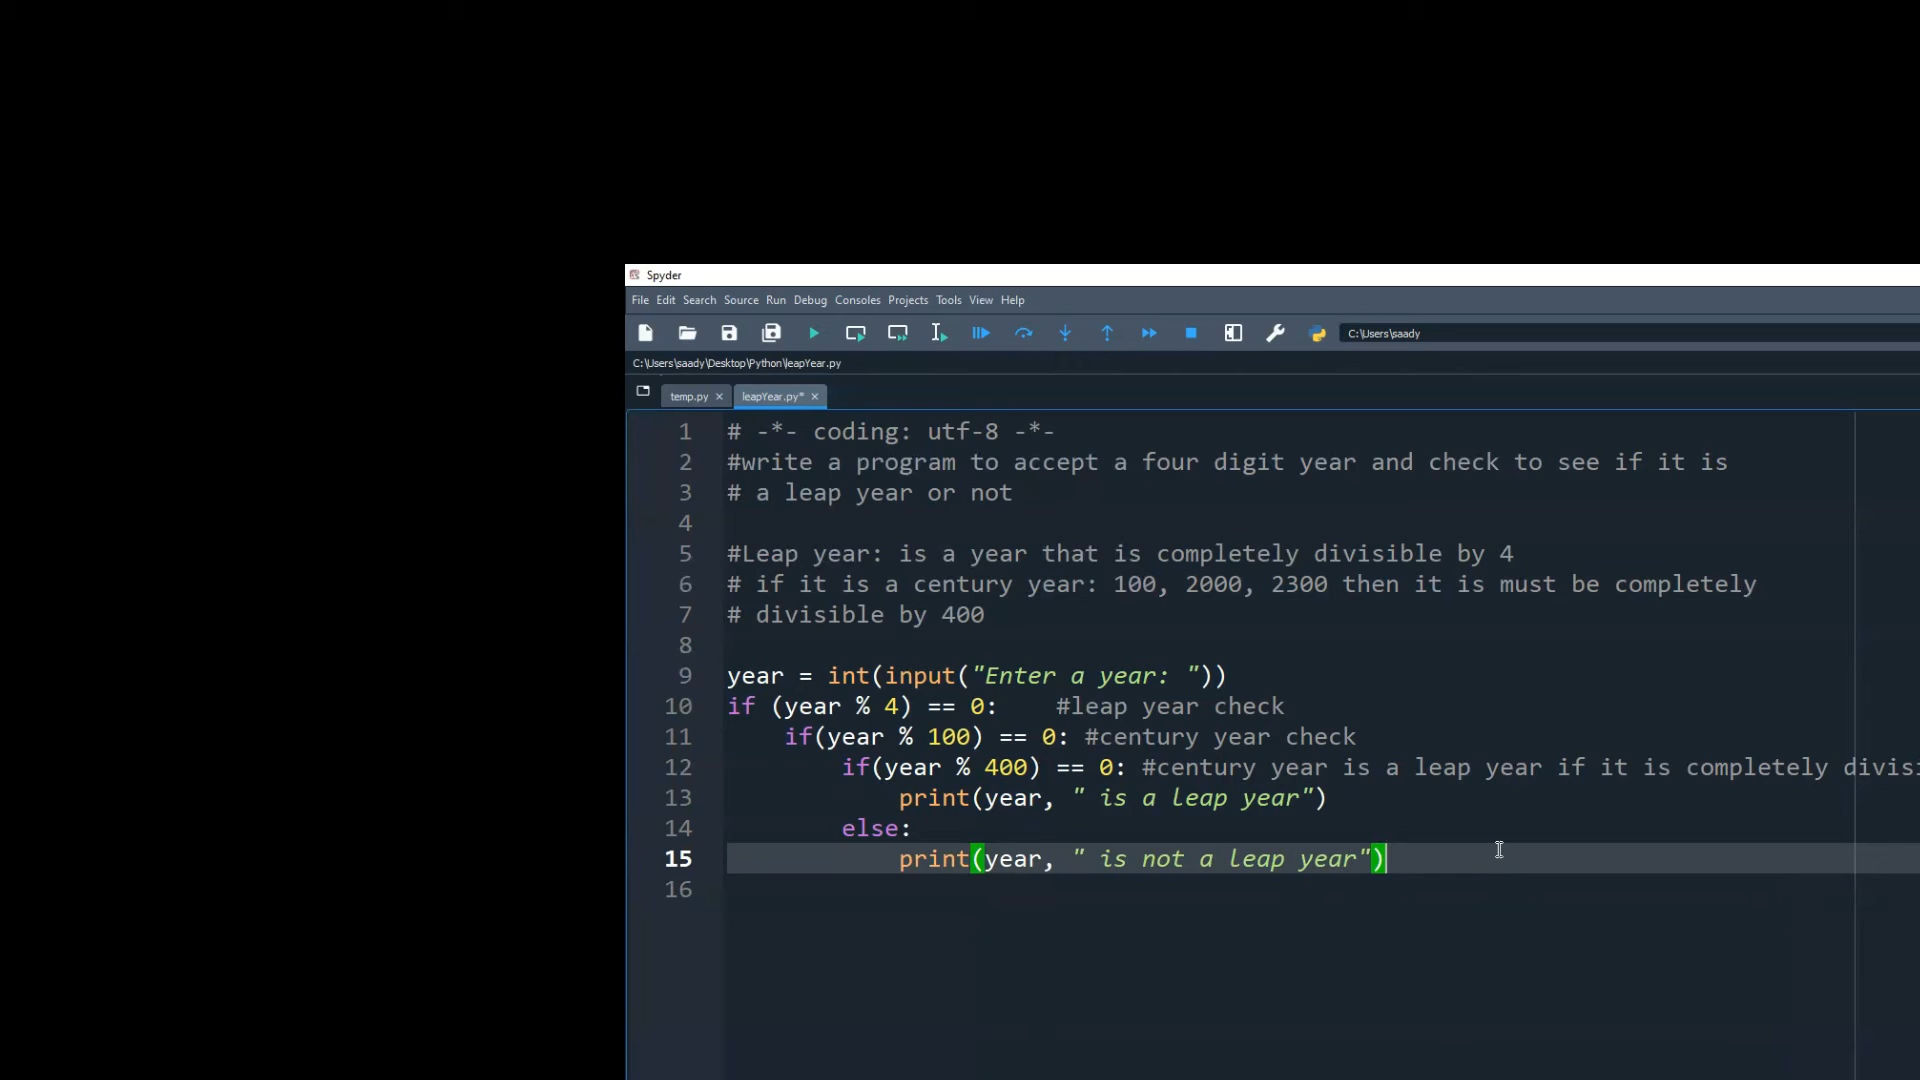 Spyder
File Edit Search Source Run Debug Consoles Projects Tools View Help
C:\Users\saady
C:\Users\saady\Desktop\Python\leapYear.py
temp.py leapYear.py*
1 # -*- coding: utf-8 -*-
2 #write a program to accept a four digit year and check to see if it is
3 # a leap year or not
4
5 #Leap year: is a year that is completely divisible by 4
6 # if it is a century year: 100, 2000, 2300 then it is must be completely
7 # divisible by 400
8
9 year = int(input("Enter a year: "))
10 if (year % 4) == 0:    #leap year check
11     if(year % 100) == 0: #century year check
12         if(year % 400) == 0: #century year is a leap year if it is completely
13             print(year, " is a leap year")
14         else:
15             print(year, " is not a leap year")
16